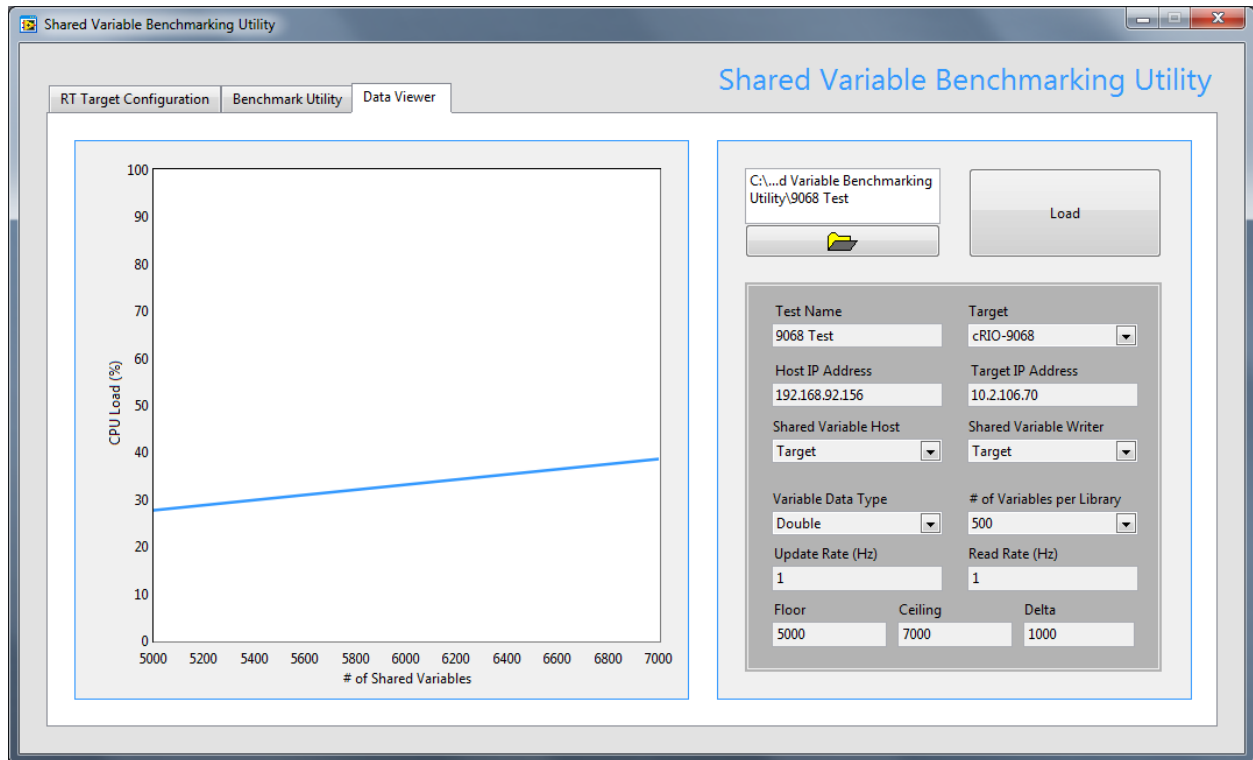 Shared Variable Benchmarking Utility
Shared Variable Benchmarking Utility
RT Target Configuration
Benchmark Utility
Data Viewer
100
90
80
70
60
50
40
30
20
10
0
CPU Load (%)
5000 5200 5400 5600 5800 6000 6200 6400 6600 6800 7000
# of Shared Variables
C:\...d Variable Benchmarking
Utility\9068 Test
Load
Test Name
9068 Test
Target
cRIO-9068
Host IP Address
192.168.92.156
Target IP Address
10.2.106.70
Shared Variable Host
Target
Shared Variable Writer
Target
Variable Data Type
Double
# of Variables per Library
500
Update Rate (Hz)
1
Read Rate (Hz)
1
Floor
5000
Ceiling
7000
Delta
1000